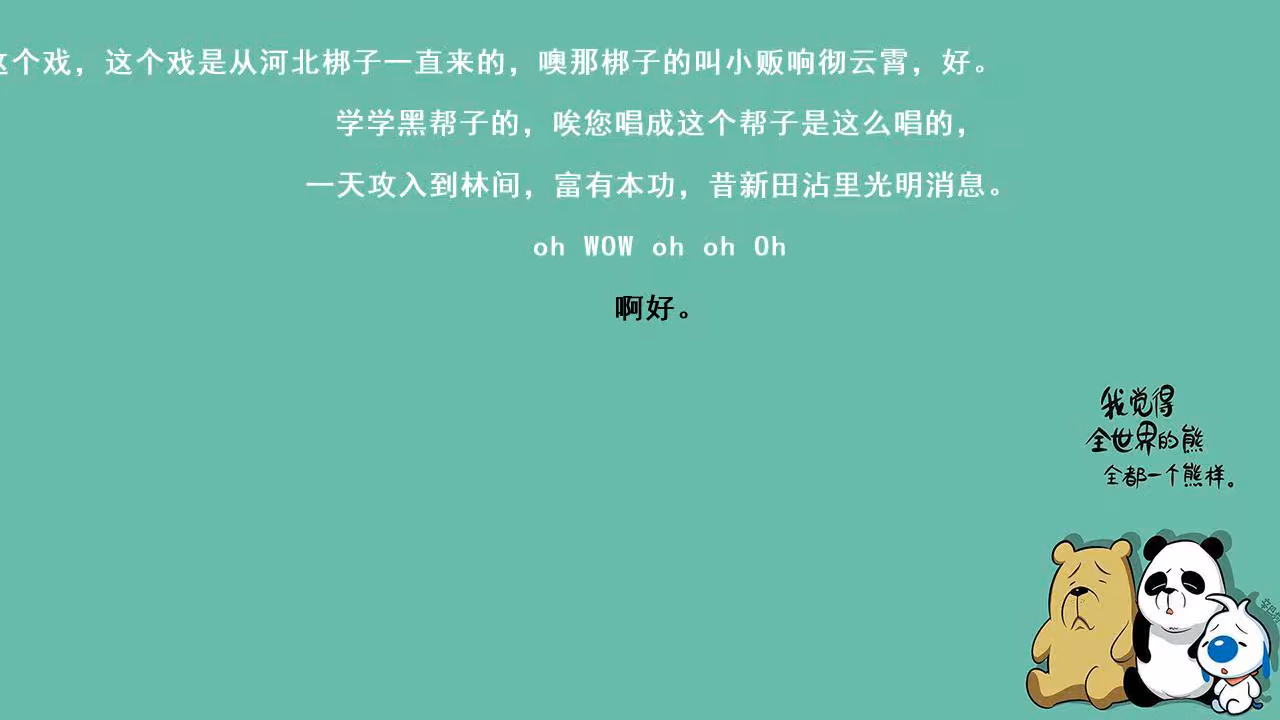 这个戏，这个戏是从河北梆子一直来的，噢那梆子的叫小贩响彻云霄，好。
学学黑帮子的，唉您唱成这个帮子是这么唱的，
一天攻入到林间，富有本功，昔新田沾里光明消息。
oh WOW oh oh Oh
啊好。
我觉得
全世界的熊
全都一个熊样。